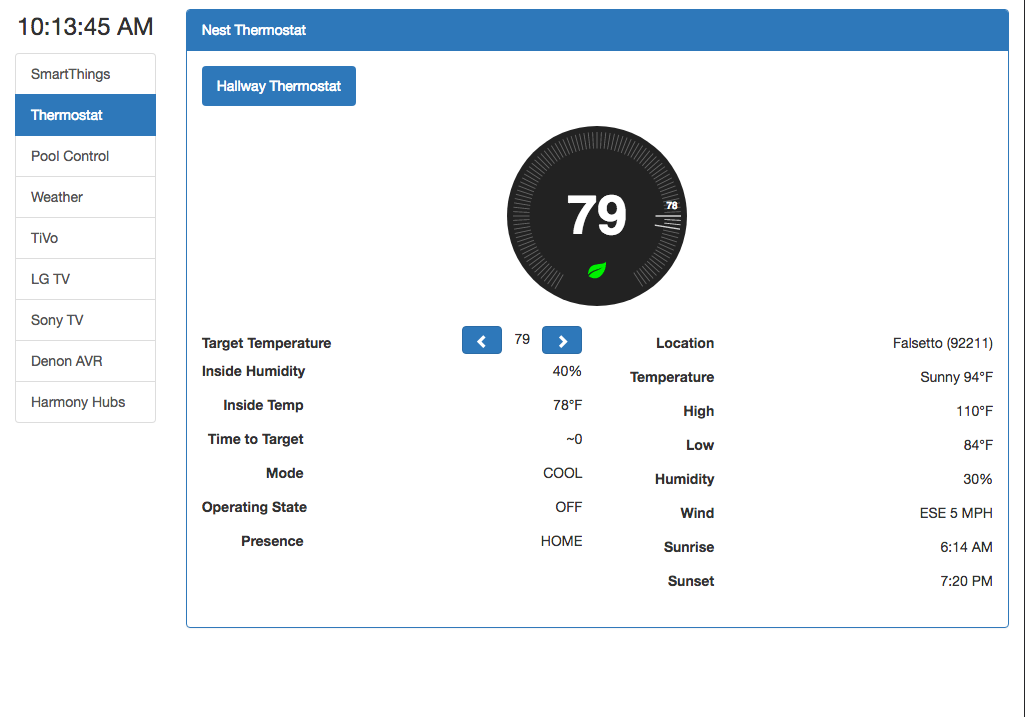 10:13:45 AM
SmartThings
Thermostat
Pool Control
Weather
TiVo
LG TV
Sony TV
Denon AVR
Harmony Hubs
Nest Thermostat
Hallway Thermostat
79
78
Target Temperature 79
Inside Humidity 40%
Inside Temp 78°F
Time to Target ~0
Mode COOL
Operating State OFF
Presence HOME
Location Falsetto (92211)
Temperature Sunny 94°F
High 110°F
Low 84°F
Humidity 30%
Wind ESE 5 MPH
Sunrise 6:14 AM
Sunset 7:20 PM